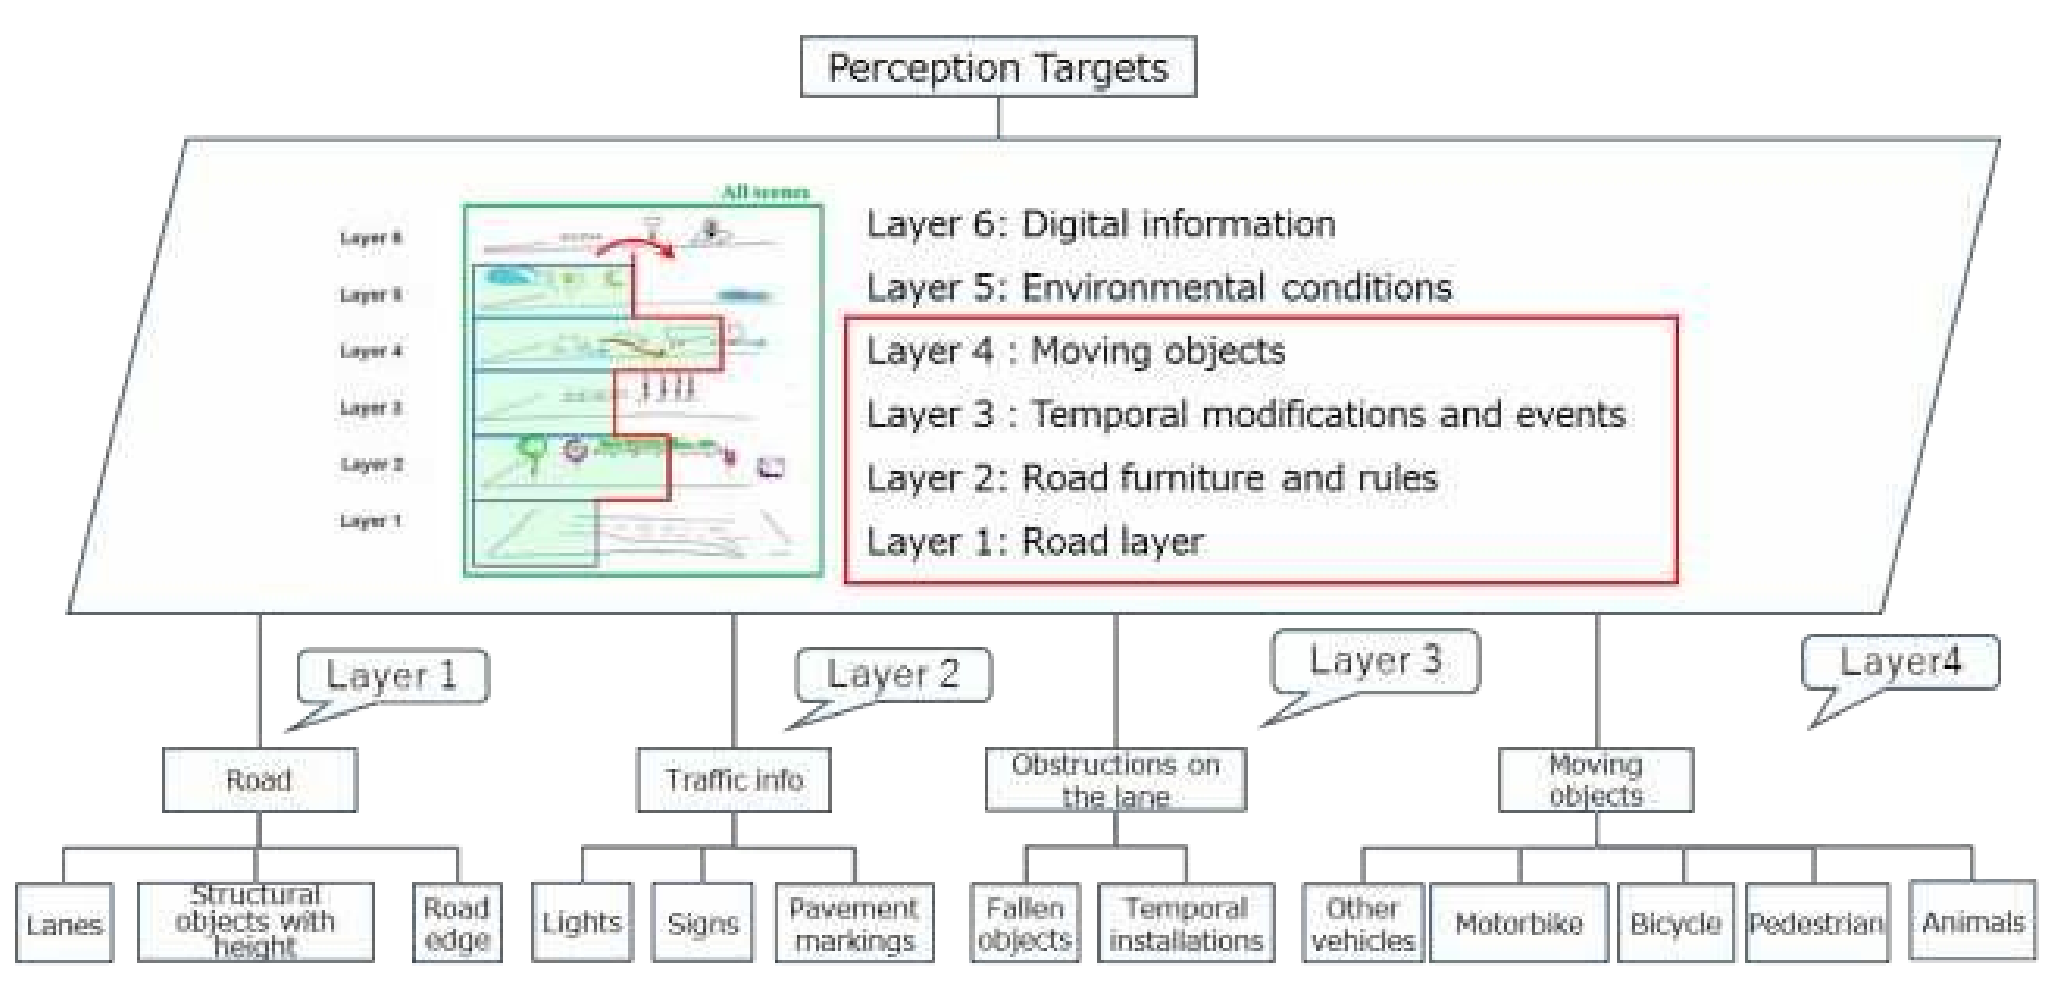 Perception Targets
All scenes
Layer 6
Layer 5
Layer 4
Layer 3
Layer 2
Layer 1
Layer 6: Digital information
Layer 5: Environmental conditions
Layer 4 : Moving objects
Layer 3 : Temporal modifications and events
Layer 2: Road furniture and rules
Layer 1: Road layer
Layer 1
Layer 2
Layer 3
Layer4
Road
Traffic info
Obstructions on
the lane
Moving
objects
Lanes
Structural
objects with
height
Road
edge
Lights
Signs
Pavement
markings
Fallen
objects
Temporal
installations
Other
vehicles
Motorbike
Bicycle
Pedestrian
Animals